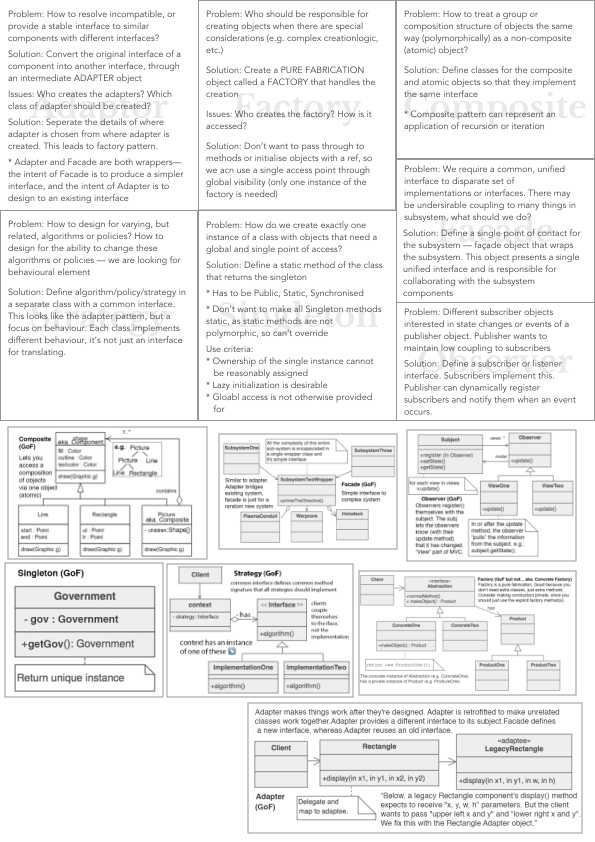 Adapter
Problem: How to resolve incompatible, or
provide a stable interface to similar
components with different interfaces?
Solution: Convert the original interface of a
component into another interface, through
an intermediate ADAPTER object
Issues: Who creates the adapters? Which
class of adapter should be created?
Solution: Seperate the details of where
adapter is chosen from where adapter is
created. This leads to factory pattern.
* Adapter and Facade are both wrappers—
the intent of Facade is to produce a simpler
interface, and the intent of Adapter is to
design to an existing interface
Factory
Problem: Who should be responsible for
creating objects when there are special
considerations (e.g. complex creationlogic,
etc.)
Solution: Create a PURE FABRICATION
object called a FACTORY that handles the
creation
Issues: Who creates the factory? How is it
accessed?
Solution: Don't want to pass through to
methods or initialise objects with a ref, so
we acn use a single access point through
global visibility (only one instance of the
factory is needed)
Composite
Problem: How to treat a group or
composition structure of objects the same
way (polymorphically) as a non-composite
(atomic) object?
Solution: Define classes for the composite
and atomic objects so that they implement
the same interface
* Composite pattern can represent an
application of recursion or iteration
Facade
Problem: We require a common, unified
interface to disparate set of
implementations or interfaces. There may
be undersirable coupling to many things in
subsystem, what should we do?
Solution: Define a single point of contact for
the subsystem — façade object that wraps
the subsystem. This object presents a single
unified interface and is responsible for
collaborating with the subsystem
components
Strategy
Problem: How to design for varying, but
related, algorithms or policies? How to
design for the ability to change these
algorithms or policies — we are looking for
behavioural element
Solution: Define algorithm/policy/strategy in
a separate class with a common interface.
This looks like the adapter pattern, but a
focus on behaviour. Each class implements
different behaviour, it's not just an interface
for translating.
Singleton
Problem: How do we create exactly one
instance of a class with objects that need a
global and single point of access?
Solution: Define a static method of the class
that returns the singleton
* Has to be Public, Static, Synchronised
* Don't want to make all Singleton methods
static, as static methods are not
polymorphic, so can't override
Use criteria:
* Ownership of the single instance cannot
be reasonably assigned
* Lazy initialization is desirable
* Gloabl access is not otherwise provided
for
Observer
Problem: Different subscriber objects
interested in state changes or events of a
publisher object. Publisher wants to
maintain low coupling to subscribers
Solution: Define a subscriber or listener
interface. Subscribers implement this.
Publisher can dynamically register
subscribers and notify them when an event
occurs.
Composite
(GoF)
Lets you
access a
composition
of objects
via one object
(atomic)
shape
aka. Component
fill : Color
outline : Color
textcolor : Color
draw(Graphic g)
1..*
e.g. Picture
Picture
Line Rectangle
contains
Line
start : Point
end : Point
draw(Graphic g)
Rectangle
ul : Point
lr : Point
draw(Graphic g)
Picture
aka. Composite
- children:Shape[]
draw(Graphic g)
SubsystemOne
All the complexity of this entire
sub-system is encapsulated in
a single wrapper class and
it's simple interface
SubsystemThree
Similar to adapter.
Adapter bridges
existing system,
facade is just for a
random new system
SubsystemTwoWrapper
+primeTheDirective()
Facade (GoF)
Simple interface to
complex system
PlasmaConduit
Warpcore
Holodeck
Subject
+register (in Observer)
+setState()
+getState()
views *
model
Observer
+update()
for each view in views
v.update()
ViewOne
+update()
ViewTwo
+update()
Observer (GoF)
Observers register()
themselves with the
subject. The subj
lets the observers
know (with their
update method)
that it has changed.
"View" part of MVC.
In or after the update
method, the observer
"pulls" the information
from the subject. e.g.:
subject.getState();
Singleton (GoF)
Government
- gov : Government
+getGov(): Government
Return unique instance
Client
Strategy (GoF)
common interface defines common method
signature that all strategies should implement
context
- strategy: Interface
- has
<< Interface >>
+algorithm()
clients
couple
themselves
to the iface,
not the
implementation
context has an instance
of one of these
ImplementationOne
+algorithm()
ImplementationTwo
+algorithm()
Client
«interface»
Abstraction
+normalMethod()
+ makeObject() : Product
Factory (GoF but not... aka. Concrete Factory)
Factory is a pure fabrication. Good because you
don't need extra classes, just extra methods.
Consider making constructors private, since you
should just use the explicit factory method(s).
has
Product
ConcreteOne
+makeObject() : Product
ConcreteTwo
return new ProductOne()
ProductOne
ProductTwo
The concrete instance of Abstraction (e.g. ConcreteOne)
has a private instance of Product (e.g. ProductOne)
Adapter makes things work after they're designed. Adapter is retrofitted to make unrelated
classes work together.Adapter provides a different interface to its subject.Facade defines
a new interface, whereas Adapter reuses an old interface.
Client
Rectangle
+display(in x1, in y1, in x2, in y2)
«adaptee»
LegacyRectangle
+display(in x1, in y1, in w, in h)
Adapter
(GoF)
Delegate and
map to adaptee.
"Below, a legacy Rectangle component's display() method
expects to receive "x, y, w, h" parameters. But the client
wants to pass "upper left x and y" and "lower right x and y".
We fix this with the Rectangle Adapter object."